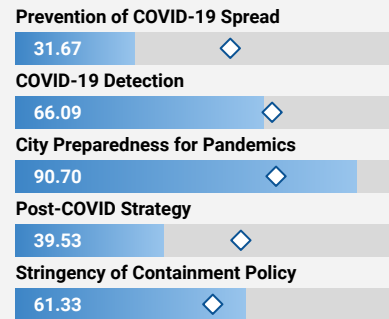 Prevention of COVID-19 Spread
31.67
COVID-19 Detection
66.09
City Preparedness for Pandemics
90.70
Post-COVID Strategy
39.53
Stringency of Containment Policy
61.33